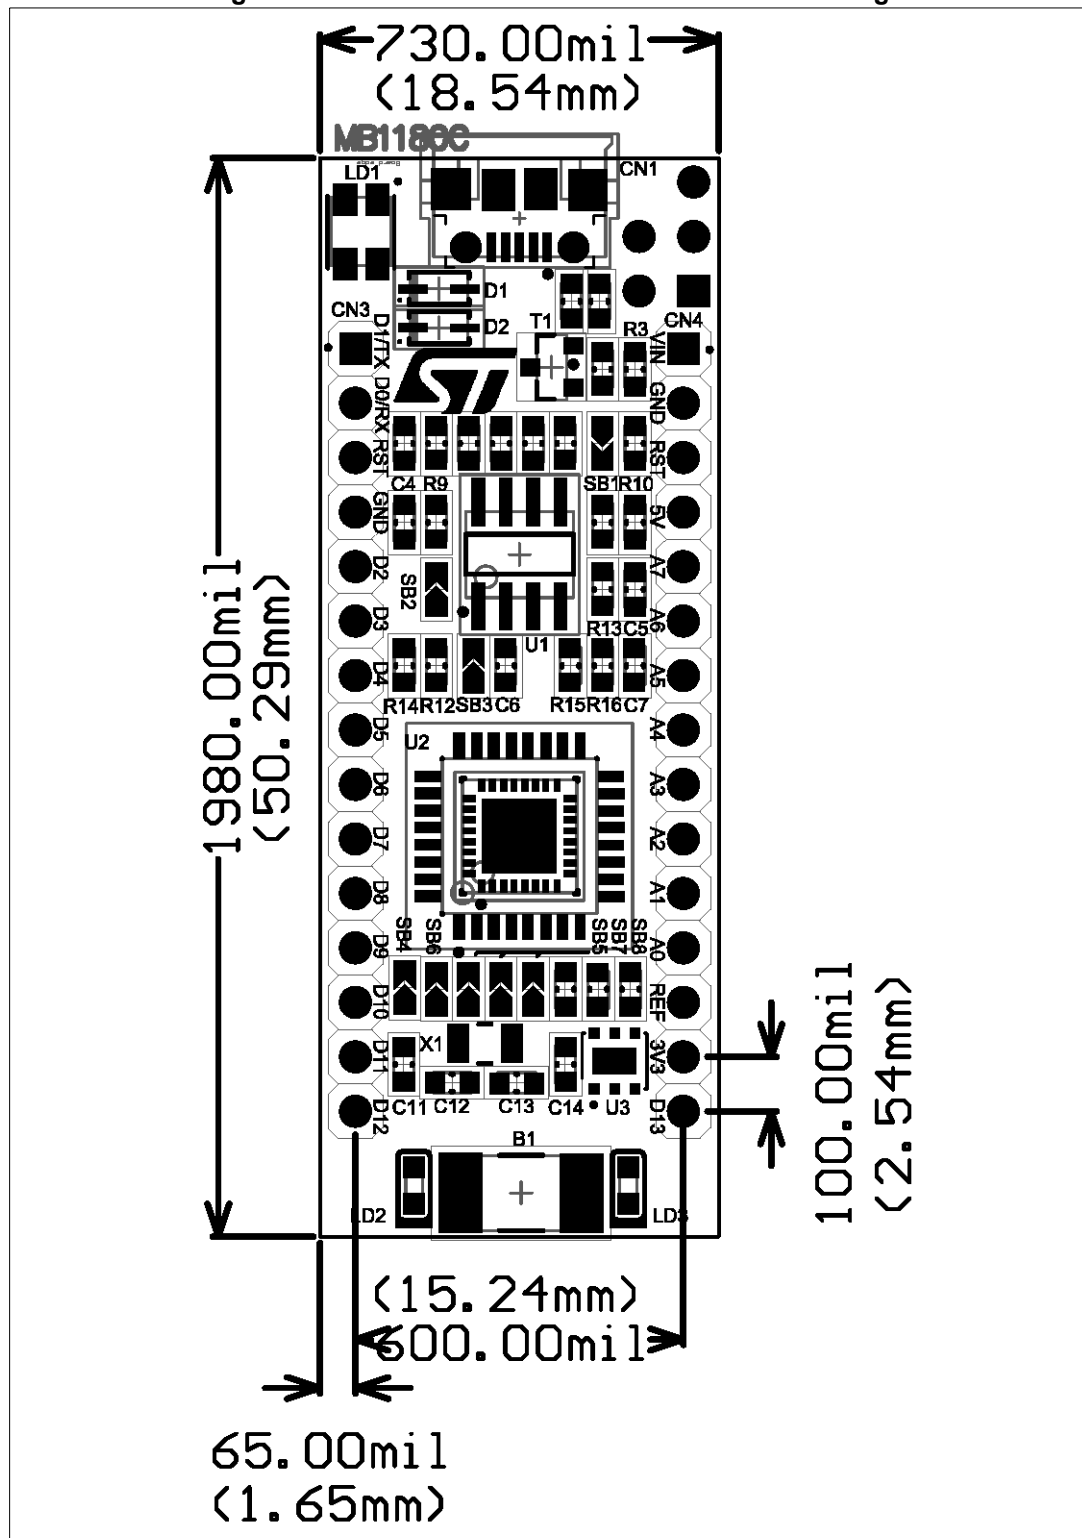 730.00mil
(18.54mm)
MB1180C
Board edge
LD1
CN1
D1
CN3
CN4
T1
R3
D2
D1/TX
VIN
D0/RX
GND
RST
RST
C4
R9
SB1
R10
GND
5V
D2
A7
SB2
D3
R13
C5
A6
U1
D4
A5
R14
R12
SB3
C6
R15
R16
C7
D5
A4
U2
D6
A3
D7
A2
D8
A1
SB4
SB6
SB5
SB7
SB8
D9
A0
D10
REF
X1
D11
3V3
C11
C12
C13
C14
U3
D12
D13
B1
LD2
LD3
1980.00mil
(50.29mm)
100.00mil
(2.54mm)
(15.24mm)
600.00mil
65.00mil
(1.65mm)